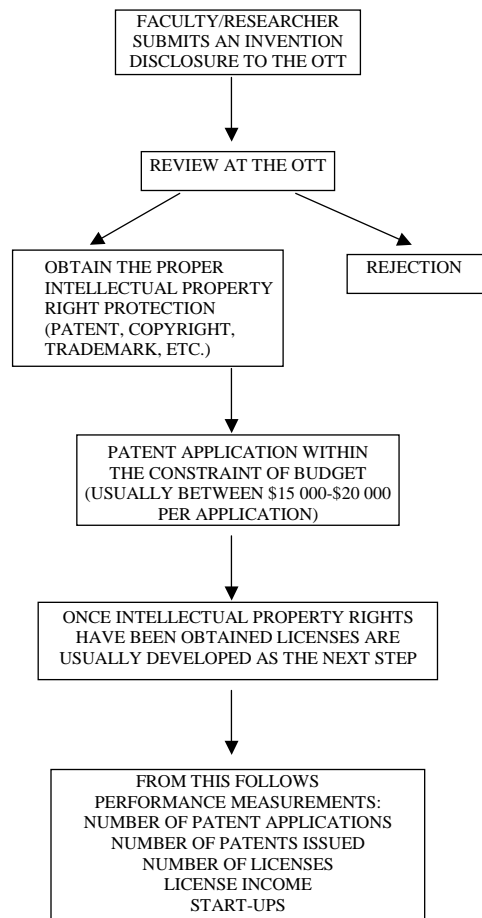 FACULTY/RESEARCHER
SUBMITS AN INVENTION
DISCLOSURE TO THE OTT
REVIEW AT THE OTT
OBTAIN THE PROPER
INTELLECTUAL PROPERTY
RIGHT PROTECTION
(PATENT, COPYRIGHT,
TRADEMARK, ETC.)
REJECTION
PATENT APPLICATION WITHIN
THE CONSTRAINT OF BUDGET
(USUALLY BETWEEN $15 000-$20 000
PER APPLICATION)
ONCE INTELLECTUAL PROPERTY RIGHTS
HAVE BEEN OBTAINED LICENSES ARE
USUALLY DEVELOPED AS THE NEXT STEP
FROM THIS FOLLOWS
PERFORMANCE MEASUREMENTS:
NUMBER OF PATENT APPLICATIONS
NUMBER OF PATENTS ISSUED
NUMBER OF LICENSES
LICENSE INCOME
START-UPS